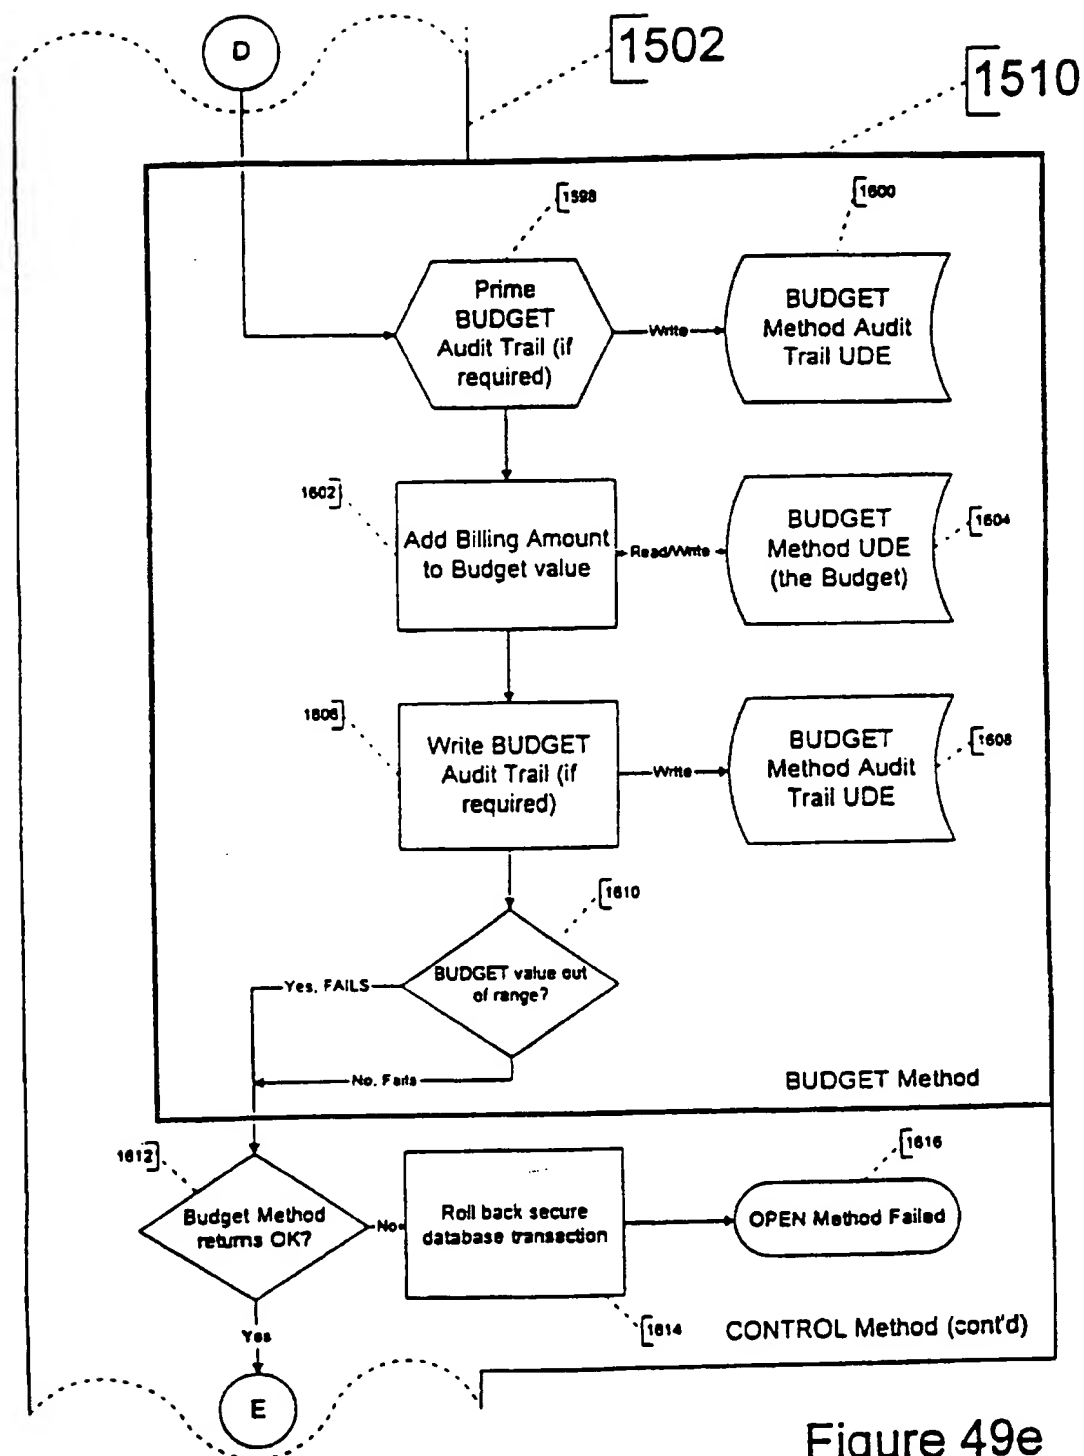 D
1502
1510
1598
1600
Prime
BUDGET
Audit Trail (if
required)
Write
BUDGET
Method Audit
Trail UDE
1602
Add Billing Amount
to Budget value
Read/Write
BUDGET
Method UDE
(the Budget)
1604
1606
Write BUDGET
Audit Trail (if
required)
Write
BUDGET
Method Audit
Trail UDE
1608
1610
BUDGET value out
of range?
Yes, FAILS
No, Fails
BUDGET Method
1612
Budget Method
returns OK?
No
Roll back secure
database transaction
1616
OPEN Method Failed
1614
CONTROL Method (cont'd)
Yes
E
Figure 49e